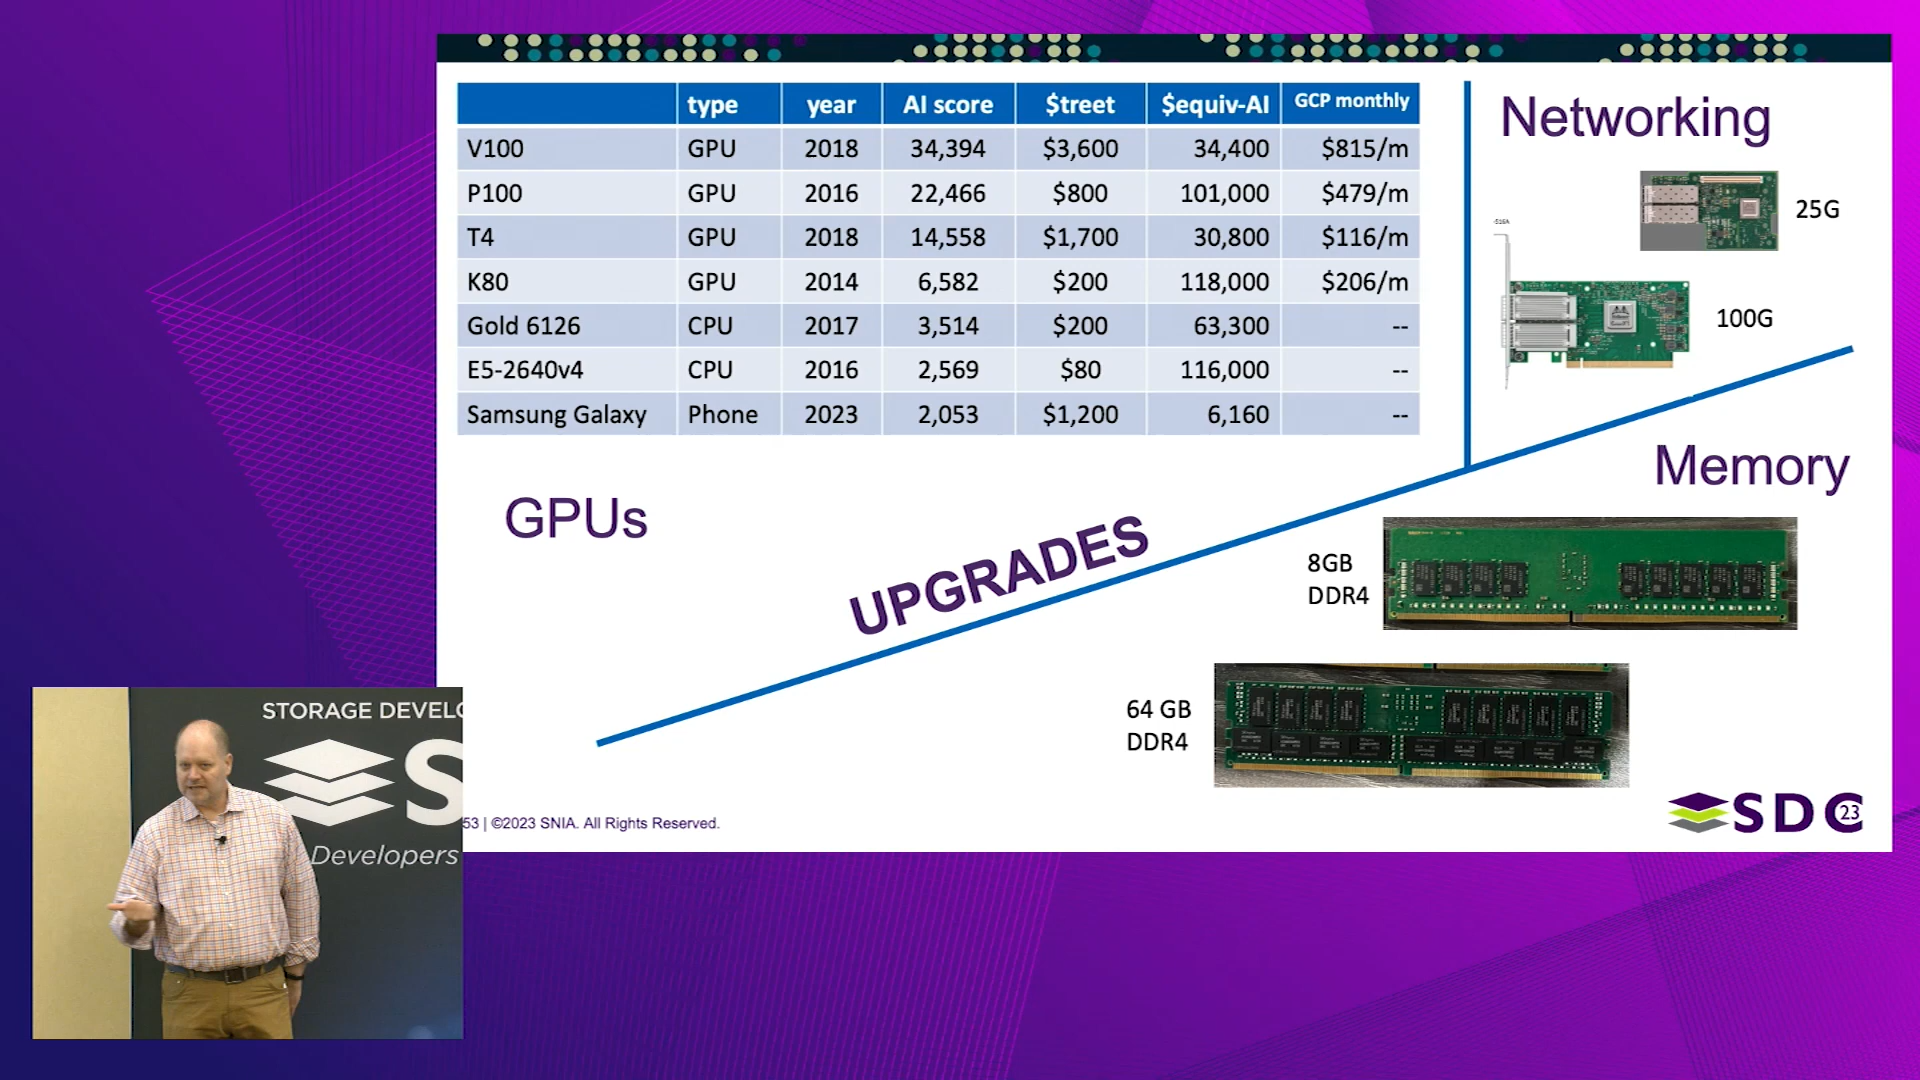 type year AI score $treet $equiv-AI GCP monthly
V100 GPU 2018 34,394 $3,600 34,400 $815/m
P100 GPU 2016 22,466 $800 101,000 $479/m
T4 GPU 2018 14,558 $1,700 30,800 $116/m
K80 GPU 2014 6,582 $200 118,000 $206/m
Gold 6126 CPU 2017 3,514 $200 63,300 --
E5-2640v4 CPU 2016 2,569 $80 116,000 --
Samsung Galaxy Phone 2023 2,053 $1,200 6,160 --
Networking
25G
-516A
100G
GPUs
UPGRADES
Memory
8GB
DDR4
64 GB
DDR4
53 | ©2023 SNIA. All Rights Reserved.
SDC 23
STORAGE DEVEL
S
Developers